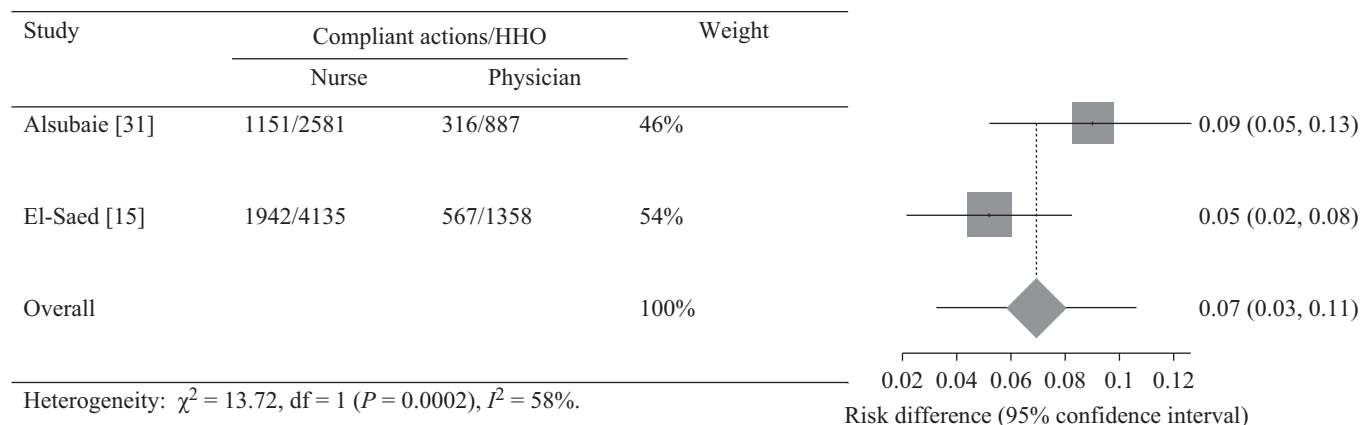 Study Compliant actions/HHO Weight
Nurse Physician
Alsubaie [31] 1151/2581 316/887 46% 0.09 (0.05, 0.13)
El-Saed [15] 1942/4135 567/1358 54% 0.05 (0.02, 0.08)
Overall 100% 0.07 (0.03, 0.11)
0.02 0.04 0.06 0.08 0.1 0.12
Heterogeneity: χ² = 13.72, df = 1 (P = 0.0002), I² = 58%.
Risk difference (95% confidence interval)